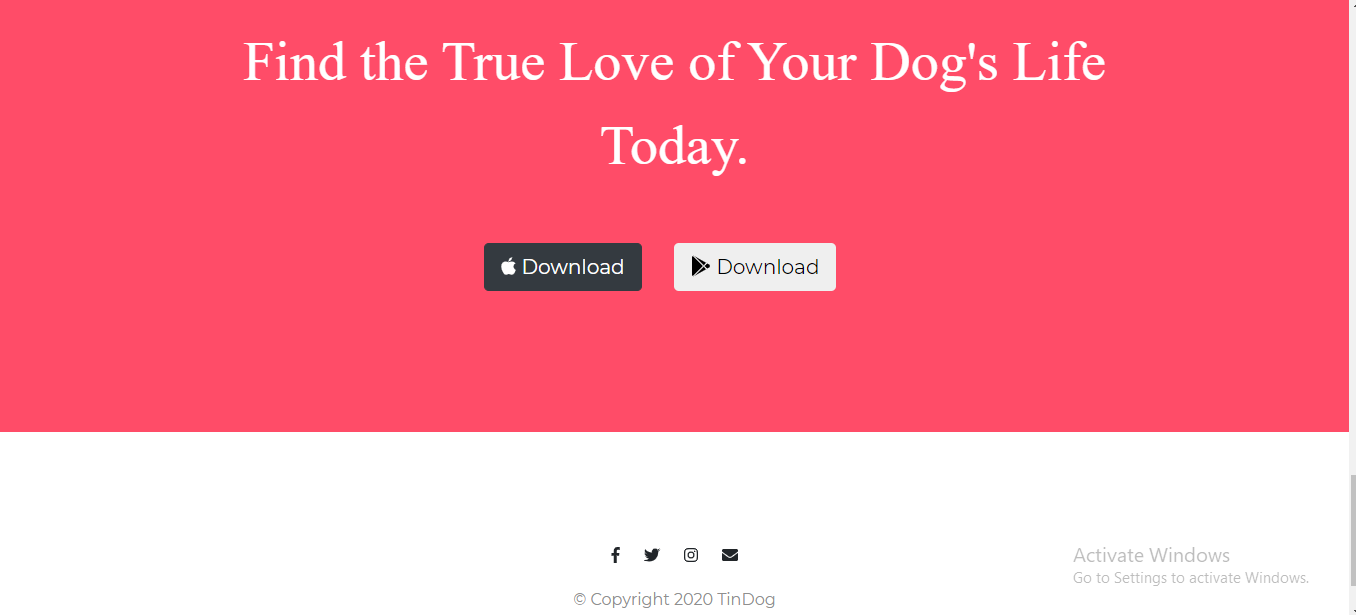 Find the True Love of Your Dog's Life
Today.
Download Download
© Copyright 2020 TinDog
Activate Windows
Go to Settings to activate Windows.